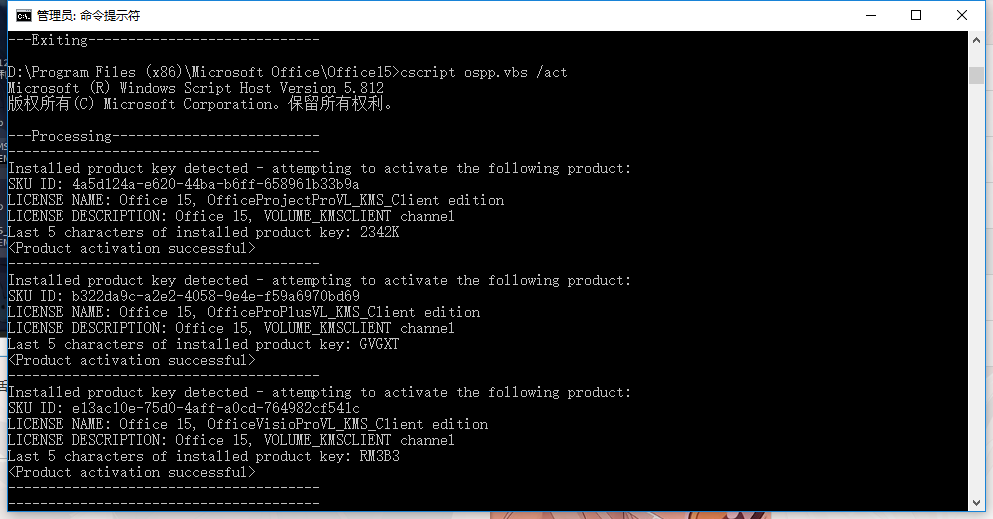 管理员: 命令提示符
---Exiting-----------------------------
D:\Program Files (x86)\Microsoft Office\Office15>cscript ospp.vbs /act
Microsoft (R) Windows Script Host Version 5.812
版权所有(C) Microsoft Corporation。保留所有权利。
---Processing--------------------------
---------------------------------------
Installed product key detected - attempting to activate the following product:
SKU ID: 4a5d124a-e620-44ba-b6ff-658961b33b9a
LICENSE NAME: Office 15, OfficeProjectProVL_KMS_Client edition
LICENSE DESCRIPTION: Office 15, VOLUME_KMSCLIENT channel
Last 5 characters of installed product key: 2342K
<Product activation successful>
---------------------------------------
Installed product key detected - attempting to activate the following product:
SKU ID: b322da9c-a2e2-4058-9e4e-f59a6970bd69
LICENSE NAME: Office 15, OfficeProPlusVL_KMS_Client edition
LICENSE DESCRIPTION: Office 15, VOLUME_KMSCLIENT channel
Last 5 characters of installed product key: GVGXT
<Product activation successful>
---------------------------------------
Installed product key detected - attempting to activate the following product:
SKU ID: e13ac10e-75d0-4aff-a0cd-764982cf541c
LICENSE NAME: Office 15, OfficeVisioProVL_KMS_Client edition
LICENSE DESCRIPTION: Office 15, VOLUME_KMSCLIENT channel
Last 5 characters of installed product key: RM3B3
<Product activation successful>
---------------------------------------
---------------------------------------